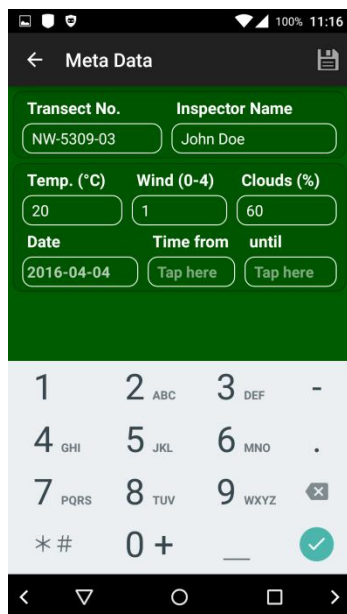 100% 11:16
Meta Data
Transect No. Inspector Name
NW-5309-03 John Doe
Temp. (°C) Wind (0-4) Clouds (%)
20 1 60
Date Time from until
2016-04-04 Tap here Tap here
1 2 ABC 3 DEF -
4 GHI 5 JKL 6 MNO .
7 PQRS 8 TUV 9 WXYZ
*# 0 + _